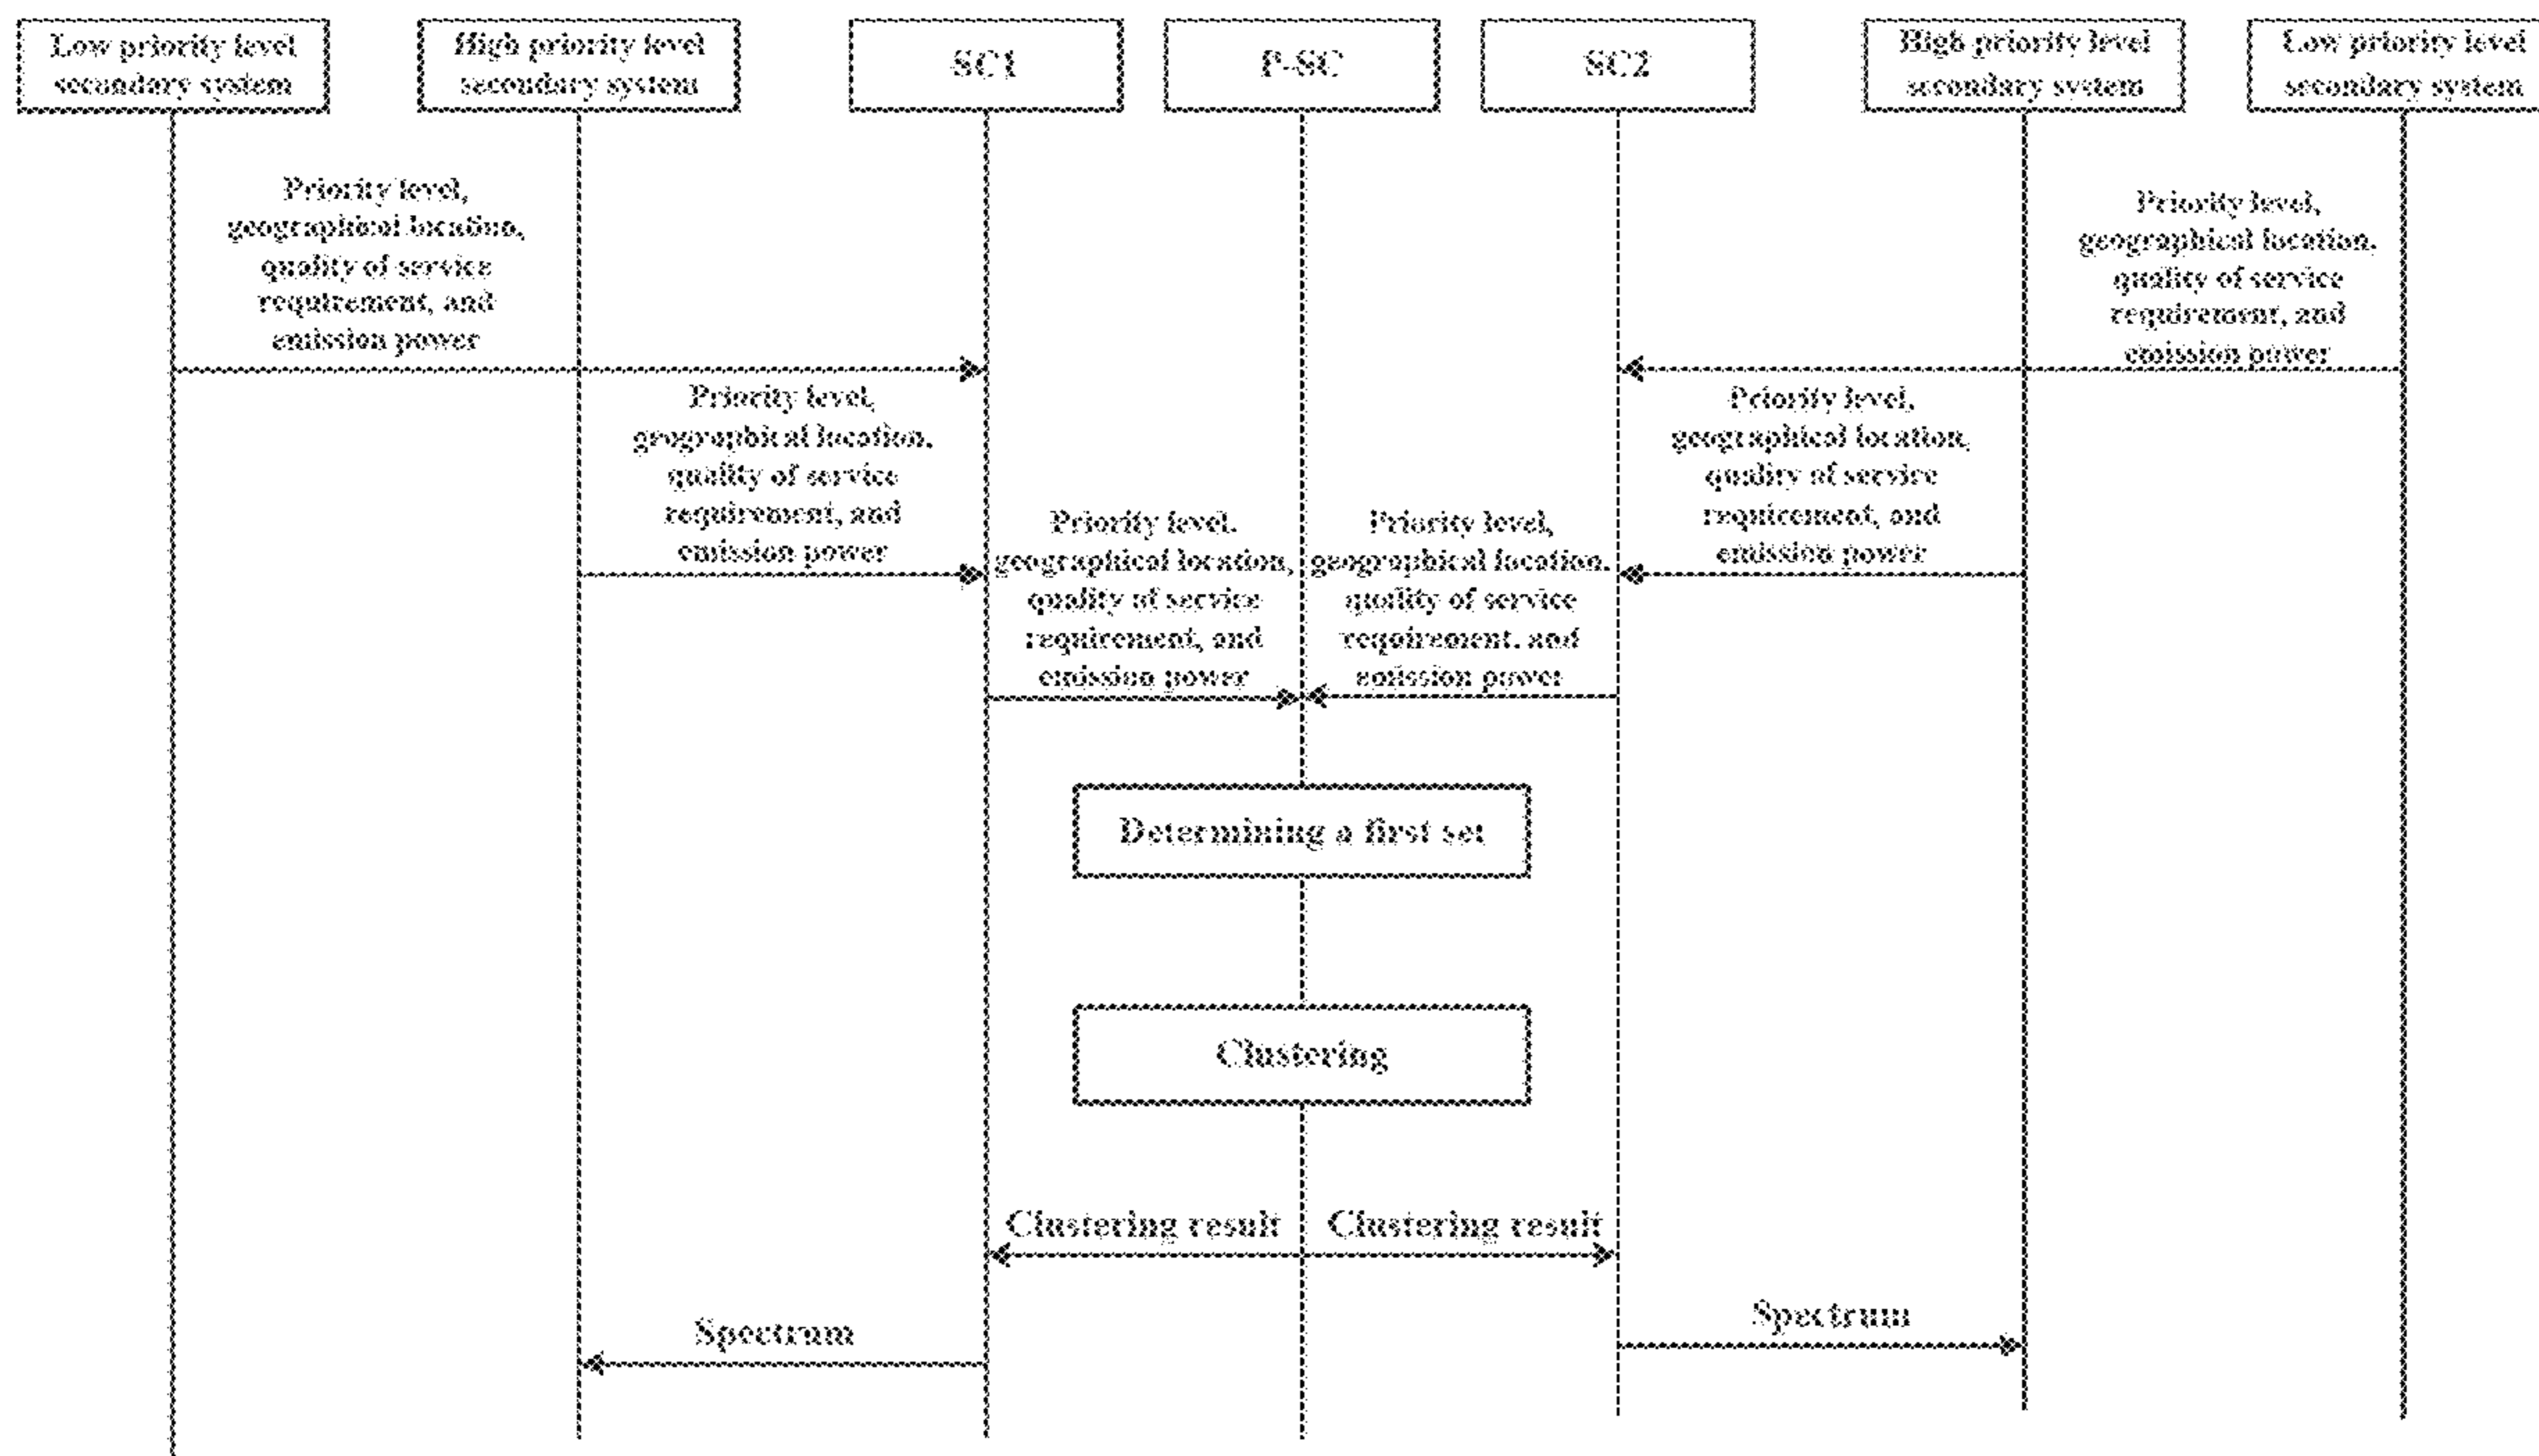 Low priority level
secondary system
High priority level
secondary system
SC1
P-SC
SC2
High priority level
secondary system
Low priority level
secondary system
Priority level,
geographical location,
quality of service
requirement, and
emission power
Priority level,
geographical location,
quality of service
requirement, and
emission power
Priority level,
geographical location,
quality of service
requirement, and
emission power
Priority level,
geographical location,
quality of service
requirement, and
emission power
Priority level,
geographical location,
quality of service
requirement, and
emission power
Priority level,
geographical location,
quality of service
requirement, and
emission power
Determining a first set
Clustering
Clustering result
Clustering result
Spectrum
Spectrum